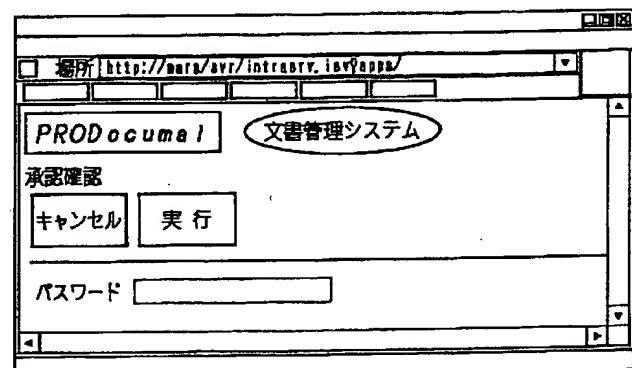 場所 http://mars/avr/intrasrv.isv?apps/
PRODocumal 文書管理システム
承認確認
キャンセル 実行
パスワード